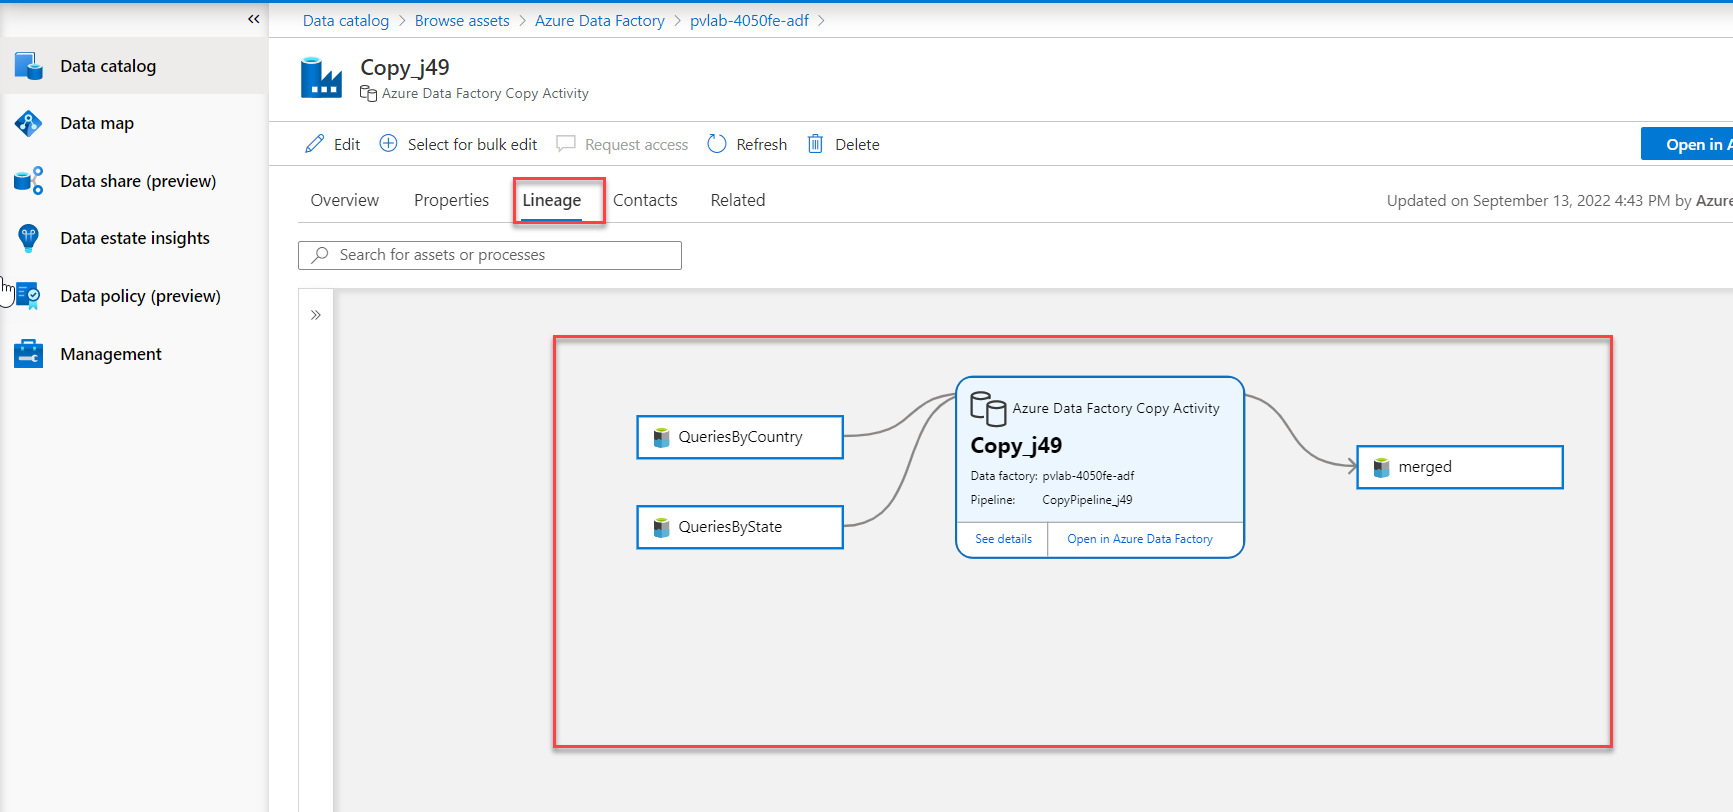 Data catalog > Browse assets > Azure Data Factory > pvlab-4050fe-adf >
Data catalog
Data map
Data share (preview)
Data estate insights
Data policy (preview)
Management
Copy_j49
Azure Data Factory Copy Activity
Edit Select for bulk edit Request access Refresh Delete
Open in A
Overview Properties Lineage Contacts Related
Updated on September 13, 2022 4:43 PM by Azure
Search for assets or processes
QueriesByCountry
QueriesByState
Azure Data Factory Copy Activity
Copy_j49
Data factory: pvlab-4050fe-adf
Pipeline: CopyPipeline_j49
See details Open in Azure Data Factory
merged